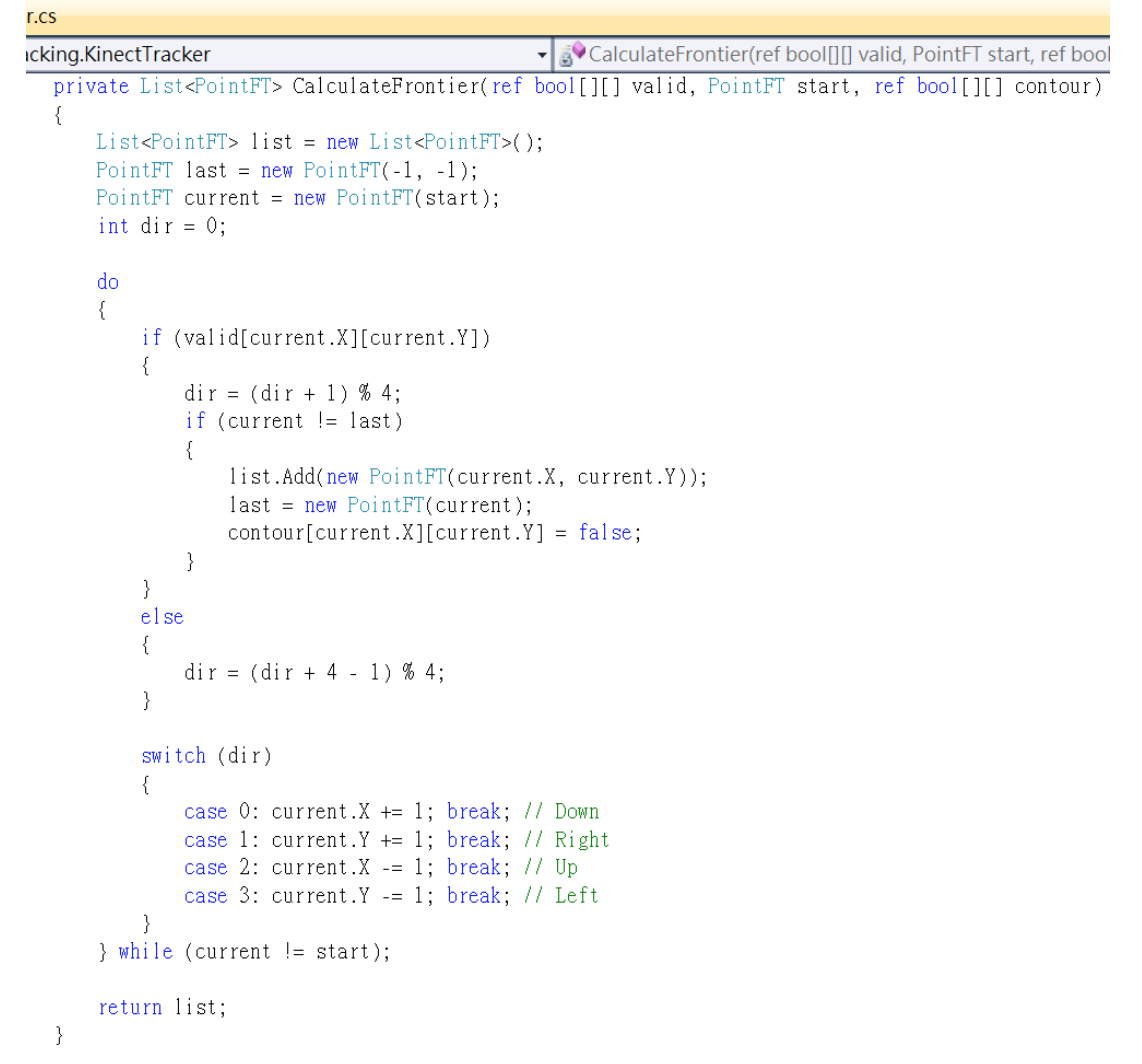 r.cs
cking.KinectTracker
CalculateFrontier(ref bool[][] valid, PointFT start, ref bool
private List<PointFT> CalculateFrontier(ref bool[][] valid, PointFT start, ref bool[][] contour)
{
    List<PointFT> list = new List<PointFT>();
    PointFT last = new PointFT(-1, -1);
    PointFT current = new PointFT(start);
    int dir = 0;

    do
    {
        if (valid[current.X][current.Y])
        {
            dir = (dir + 1) % 4;
            if (current != last)
            {
                list.Add(new PointFT(current.X, current.Y));
                last = new PointFT(current);
                contour[current.X][current.Y] = false;
            }
        }
        else
        {
            dir = (dir + 4 - 1) % 4;
        }

        switch (dir)
        {
            case 0: current.X += 1; break; // Down
            case 1: current.Y += 1; break; // Right
            case 2: current.X -= 1; break; // Up
            case 3: current.Y -= 1; break; // Left
        }
    } while (current != start);

    return list;
}